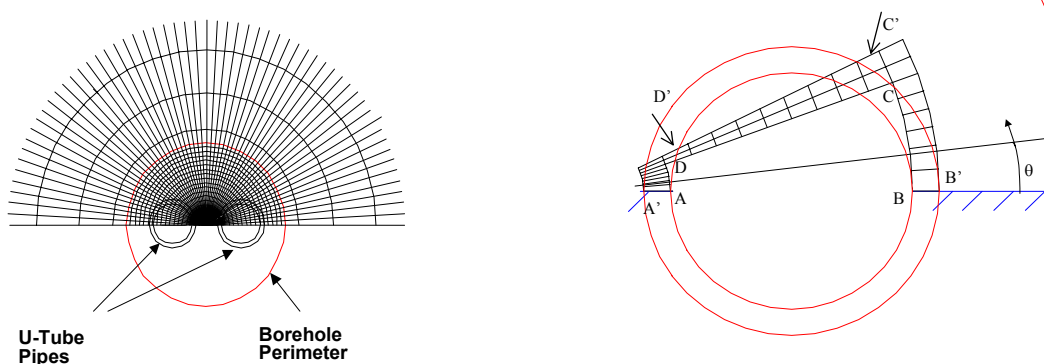 U-Tube
Pipes
Borehole
Perimeter
C’
D’
C
D
B’
θ
A’
A
B